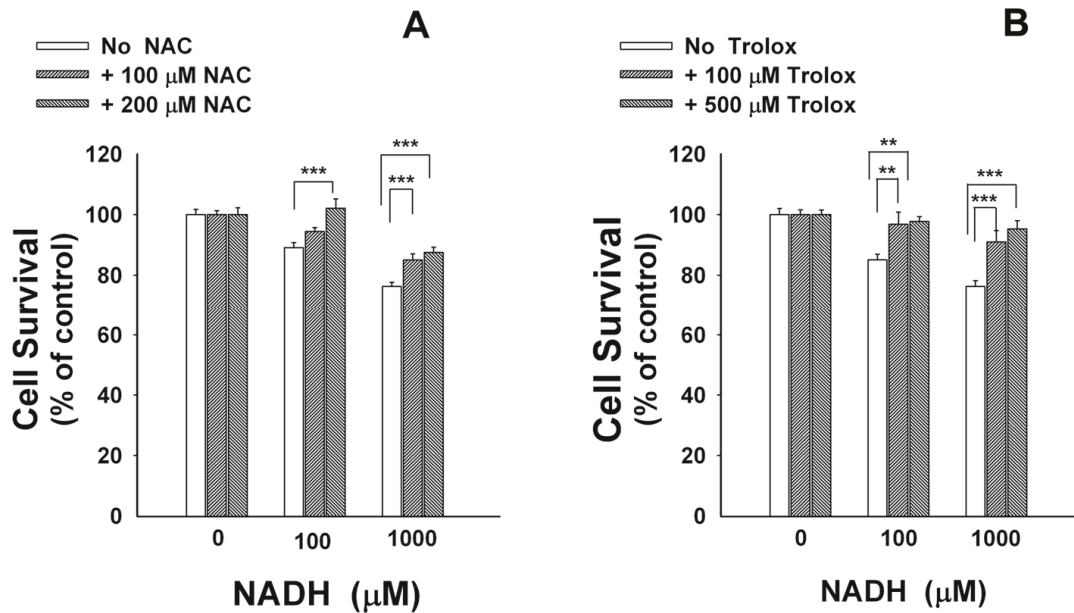 A
No NAC
+ 100 μM NAC
+ 200 μM NAC
Cell Survival
(% of control)
120
100
80
60
40
20
0
***
***
***
0
100
1000
NADH (μM)
B
No Trolox
+ 100 μM Trolox
+ 500 μM Trolox
Cell Survival
(% of control)
120
100
80
60
40
20
0
**
**
***
***
0
100
1000
NADH (μM)